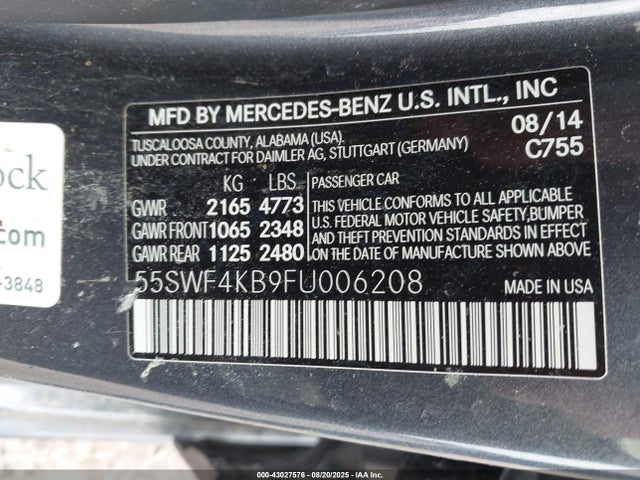 MFD BY MERCEDES-BENZ U.S. INTL., INC
TUSCALOOSA COUNTY, ALABAMA (USA).
UNDER CONTRACT FOR DAIMLER AG, STUTTGART (GERMANY)
08/14
C755
KG LBS
GVWR 2165 4773
GAWR FRONT 1065 2348
GAWR REAR 1125 2480
PASSENGER CAR
THIS VEHICLE CONFORMS TO ALL APPLICABLE
U.S. FEDERAL MOTOR VEHICLE SAFETY,BUMPER
AND THEFT PREVENTION STANDARDS IN EFFECT
ON THE DATE OF MANUFACTURE SHOWN ABOVE.
55SWF4KB9FU006208
MADE IN USA
ock
s.com
-3848
000-43027576 - 08/20/2025 - IAA Inc.